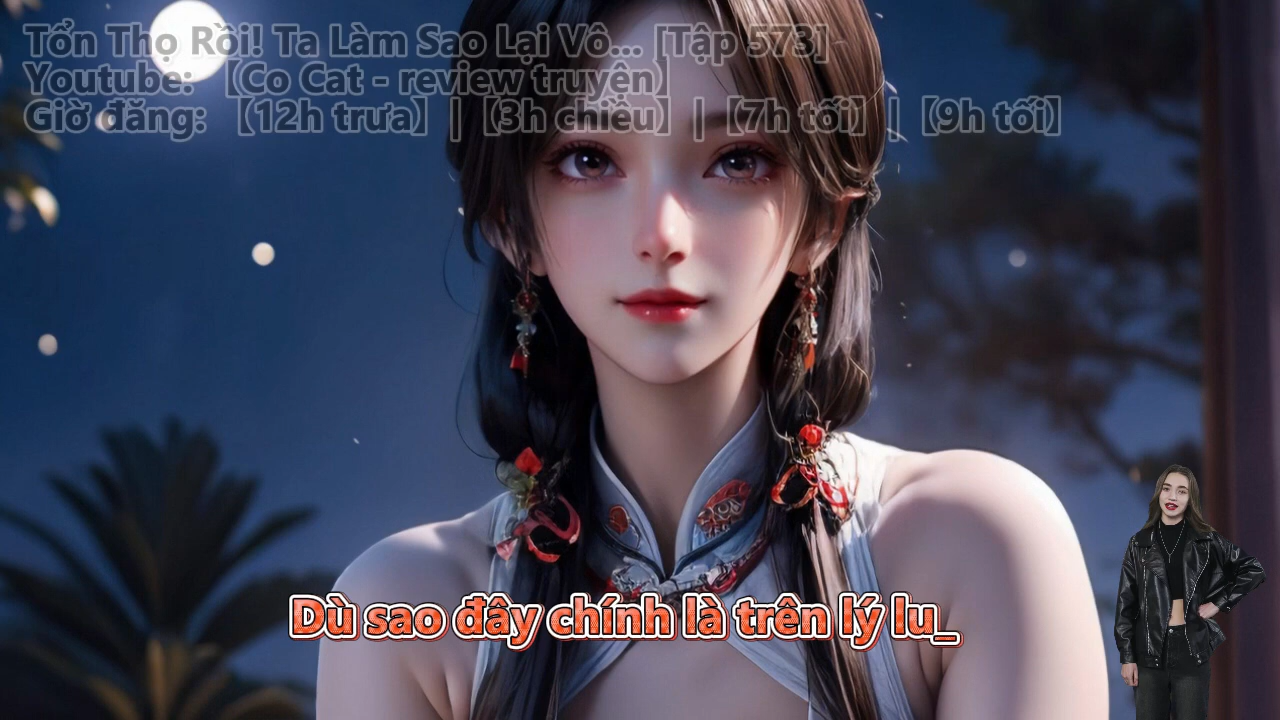 Tổn Thọ Rồi! Ta Làm Sao Lại Vô... [Tập 573]
Youtube: 【Co Cat - review truyện】
Giờ đăng: 【12h trưa】 | 【3h chiều】 | 【7h tối】 | 【9h tối】
Dù sao đây chính là trên lý lu_